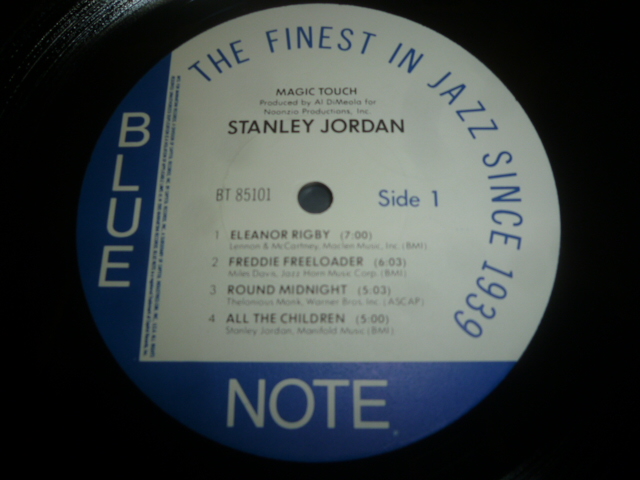 THE FINEST IN JAZZ SINCE 1939
MAGIC TOUCH
Produced by Al DiMeola for
Noonzio Productions, Inc.
STANLEY JORDAN
BLUE
BT 85101
Side 1
1 ELEANOR RIGBY (7:00)
Lennon & McCartney, Maclen Music, Inc. (BMI)
2 FREDDIE FREELOADER (6:03)
Miles Davis, Jazz Horn Music Corp. (BMI)
3 ROUND MIDNIGHT (5:03)
Thelonious Monk, Warner Bros. Inc. (ASCAP)
4 ALL THE CHILDREN (5:00)
Stanley Jordan, Manifold Music (BMI)
NOTE